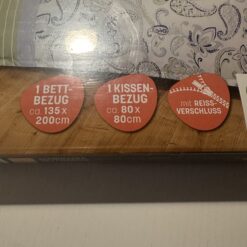 1 BETT-
BEZUG
ca. 135 x
200cm
1 KISSEN-
BEZUG
ca. 80 x
80cm
mit REISS-
VERSCHLUSS